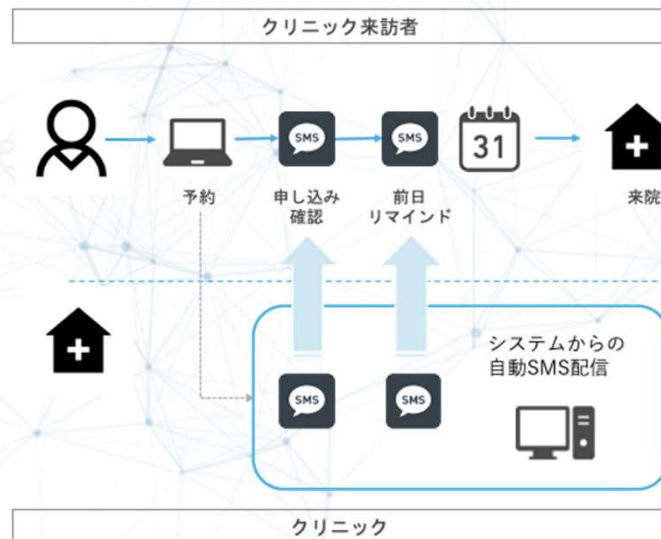 クリニック来訪者
SMS
SMS
31
予約
申し込み
確認
前日
リマインド
来院
システムからの
自動SMS配信
SMS
SMS
クリニック